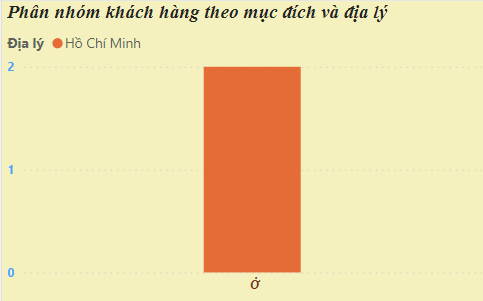 Phân nhóm khách hàng theo mục đích và địa lý
Địa lý Hồ Chí Minh
2
1
0
Ở